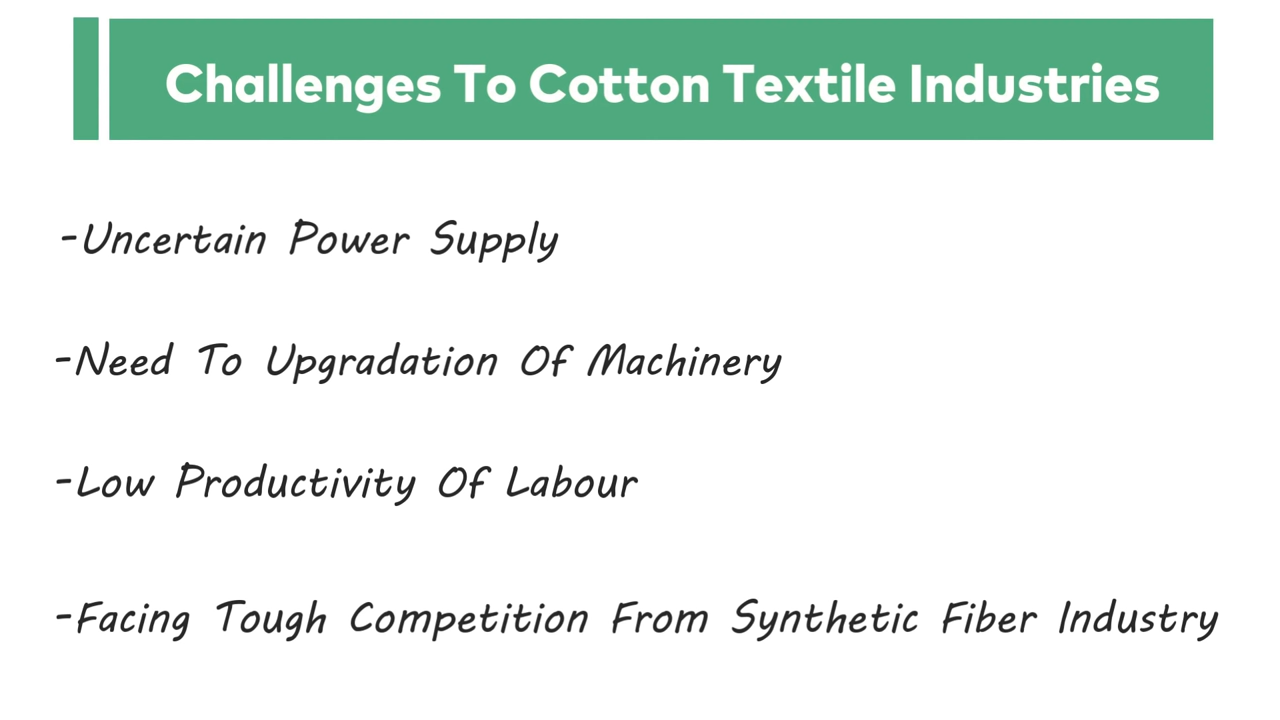 Challenges To Cotton Textile Industries
-Uncertain Power Supply
-Need To Upgradation Of Machinery
-Low Productivity Of Labour
-Facing Tough Competition From Synthetic Fiber Industry